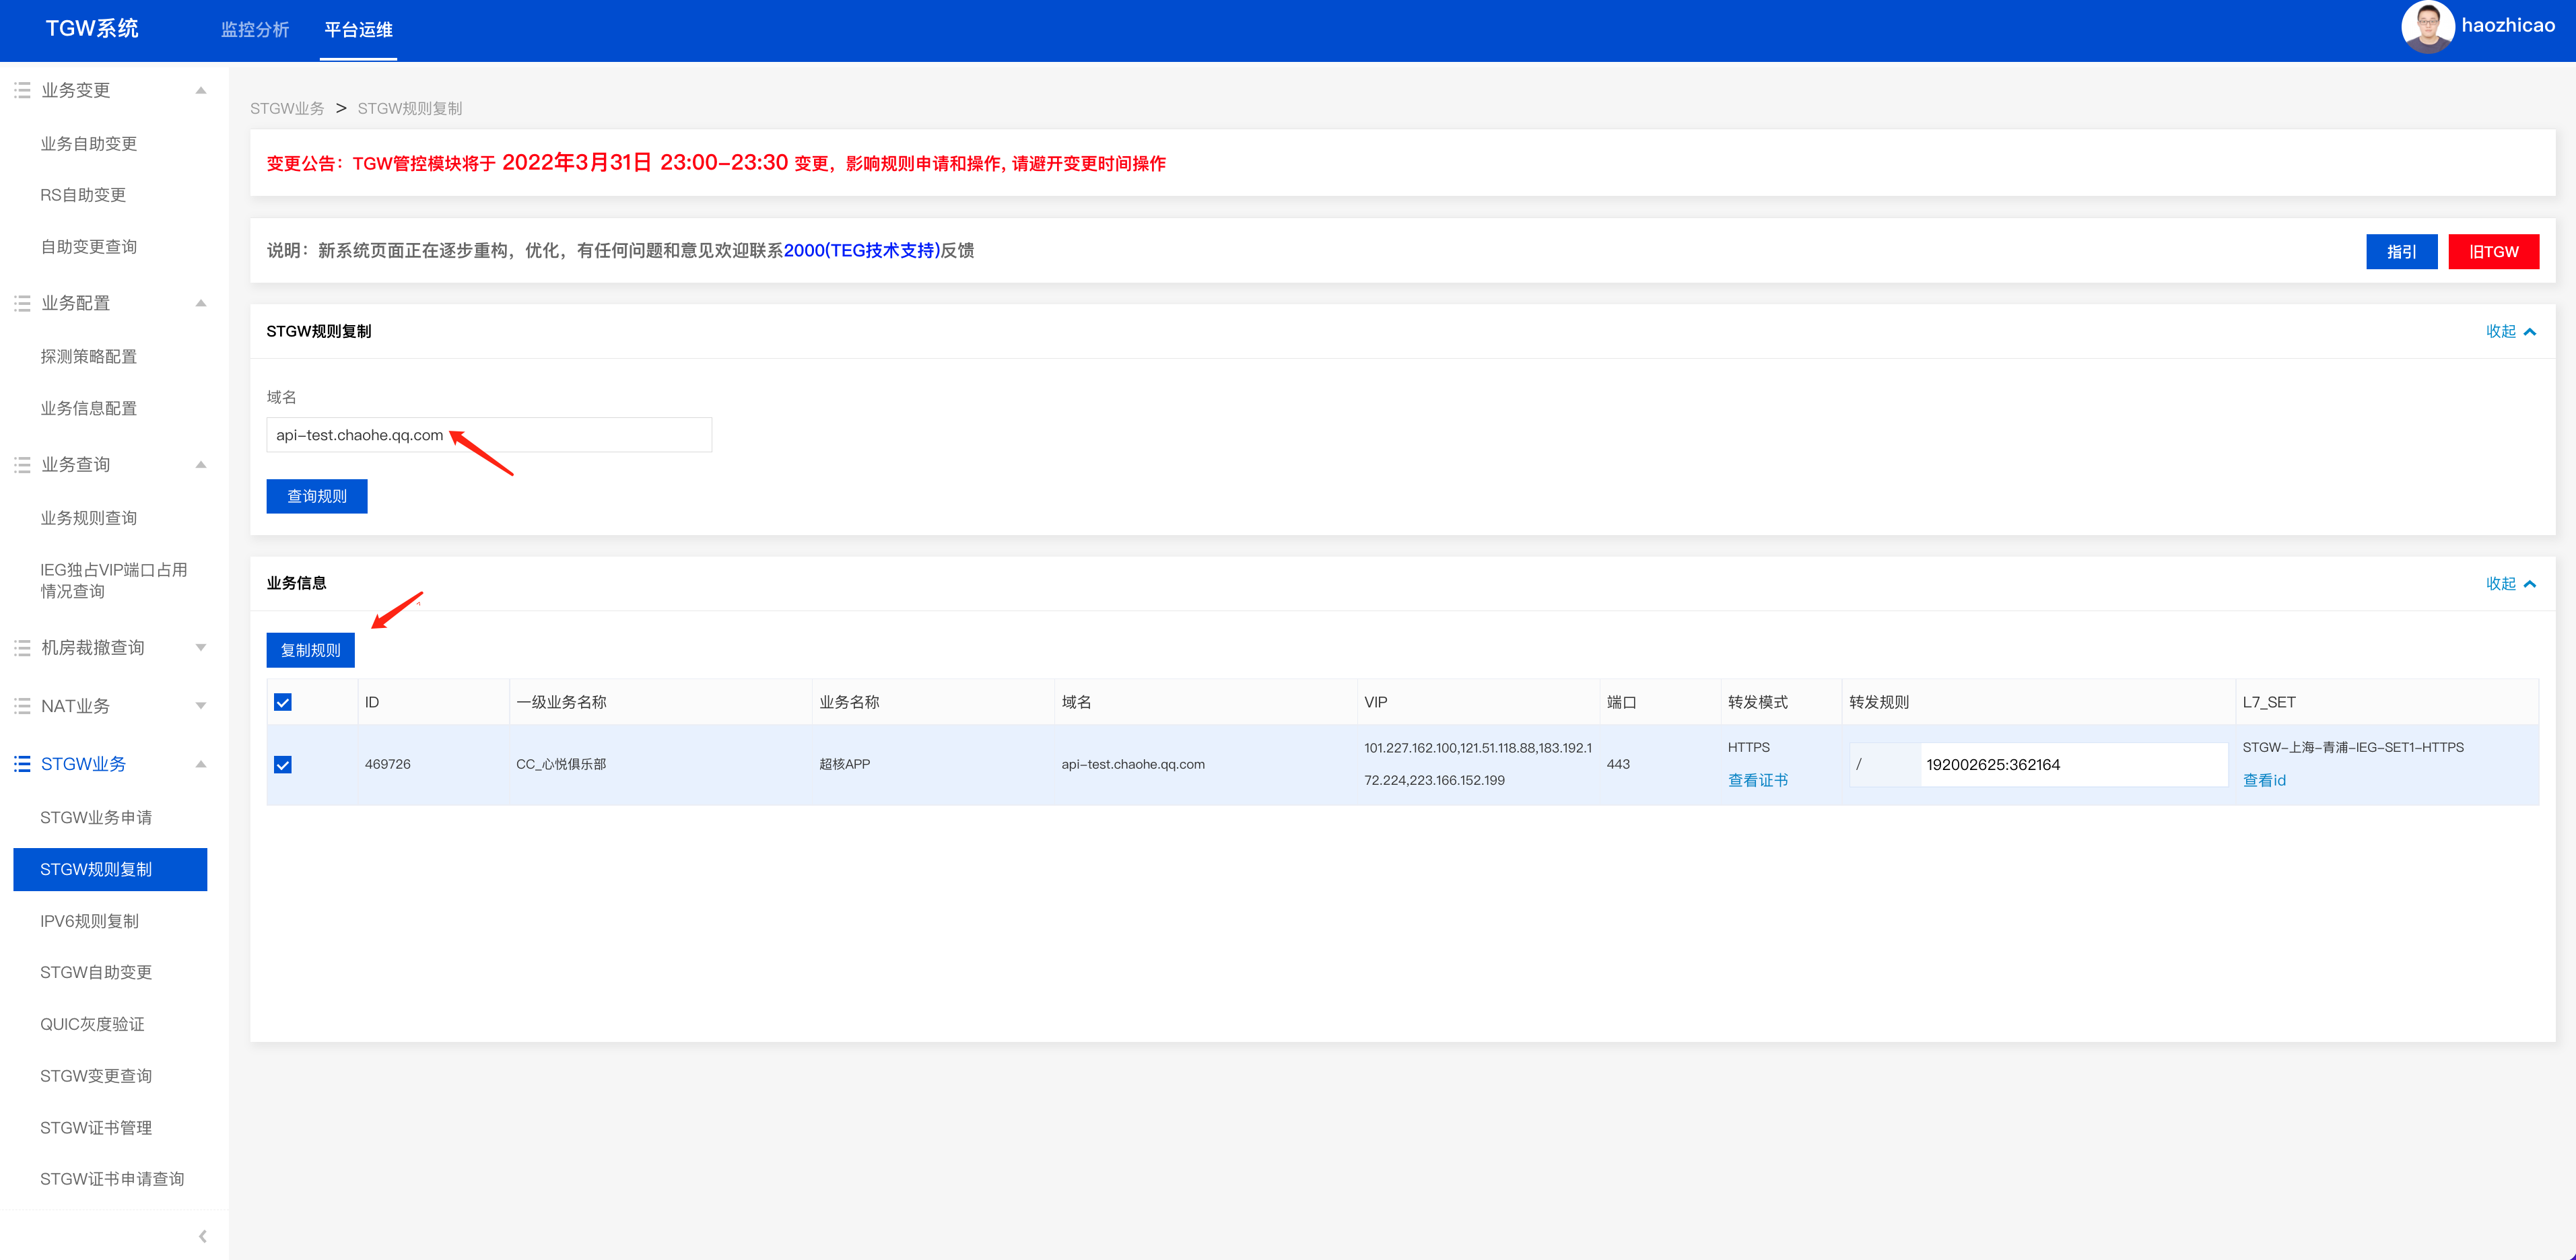 TGW系统
监控分析
平台运维
haozhicao
业务变更
业务自助变更
RS自助变更
自助变更查询
业务配置
探测策略配置
业务信息配置
业务查询
业务规则查询
IEG独占VIP端口占用
情况查询
机房裁撤查询
NAT业务
STGW业务
STGW业务申请
STGW规则复制
IPV6规则复制
STGW自助变更
QUIC灰度验证
STGW变更查询
STGW证书管理
STGW证书申请查询
STGW业务 > STGW规则复制
变更公告：TGW管控模块将于 2022年3月31日 23:00-23:30 变更，影响规则申请和操作, 请避开变更时间操作
说明：新系统页面正在逐步重构，优化，有任何问题和意见欢迎联系2000(TEG技术支持)反馈
指引
旧TGW
STGW规则复制
收起
域名
api-test.chaohe.qq.com
查询规则
业务信息
收起
复制规则
ID
一级业务名称
业务名称
域名
VIP
端口
转发模式
转发规则
L7_SET
469726
CC_心悦俱乐部
超核APP
api-test.chaohe.qq.com
101.227.162.100,121.51.118.88,183.192.1
72.224,223.166.152.199
443
HTTPS
查看证书
/
192002625:362164
STGW-上海-青浦-IEG-SET1-HTTPS
查看id